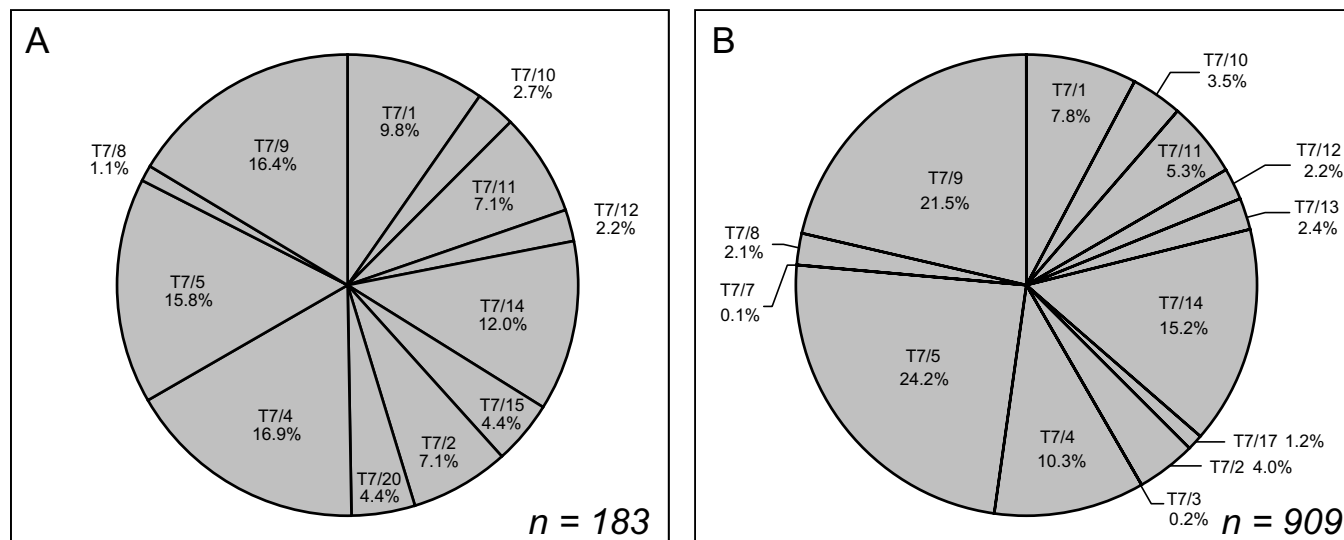 A
T7/1
9.8%
T7/10
2.7%
T7/11
7.1%
T7/12
2.2%
T7/14
12.0%
T7/15
4.4%
T7/2
7.1%
T7/20
4.4%
T7/4
16.9%
T7/5
15.8%
T7/8
1.1%
T7/9
16.4%
n = 183
B
T7/1
7.8%
T7/10
3.5%
T7/11
5.3%
T7/12
2.2%
T7/13
2.4%
T7/14
15.2%
T7/17 1.2%
T7/2 4.0%
T7/3
0.2%
T7/4
10.3%
T7/5
24.2%
T7/7
0.1%
T7/8
2.1%
T7/9
21.5%
n = 909